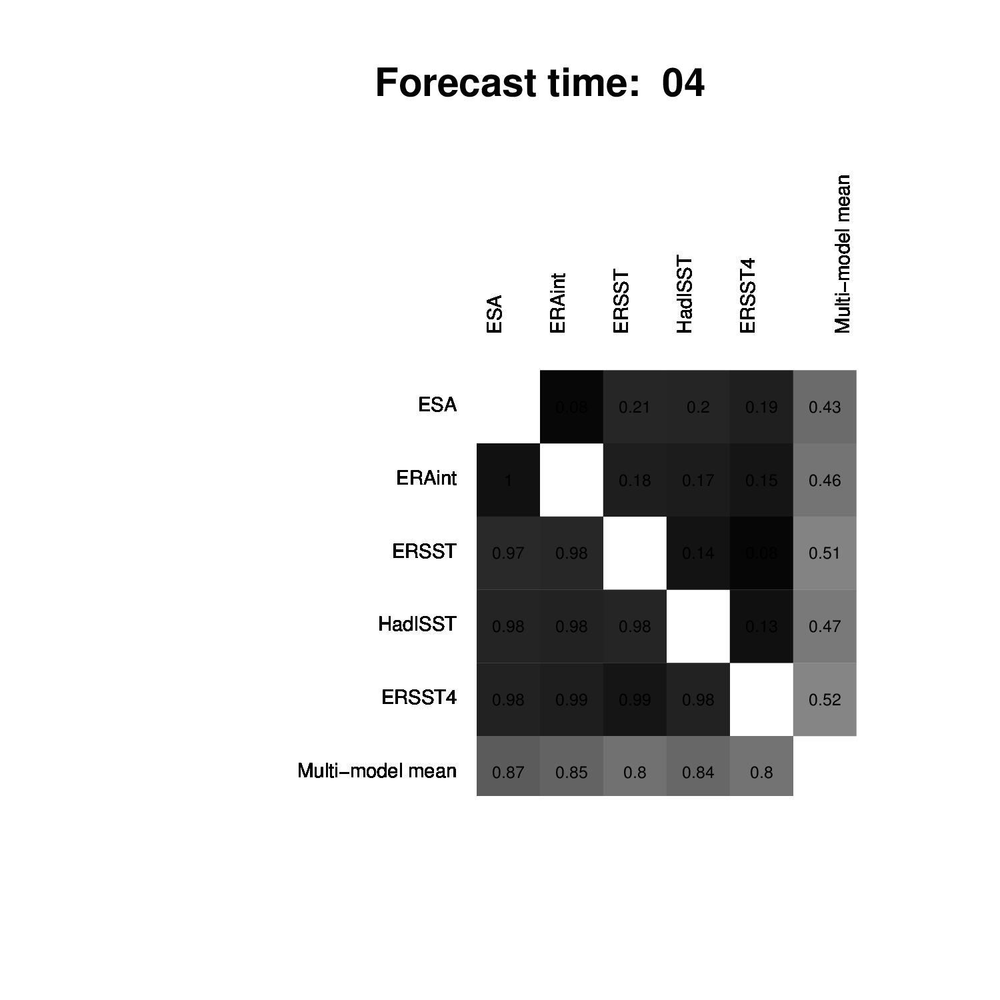 Forecast time: 04
ESA ERAint ERSST HadISST ERSST4 Multi−model mean
ESA 0.08 0.21 0.2 0.19 0.43
ERAint 1 0.18 0.17 0.15 0.46
ERSST 0.97 0.98 0.14 0.08 0.51
HadISST 0.98 0.98 0.98 0.13 0.47
ERSST4 0.98 0.99 0.99 0.98 0.52
Multi−model mean 0.87 0.85 0.8 0.84 0.8